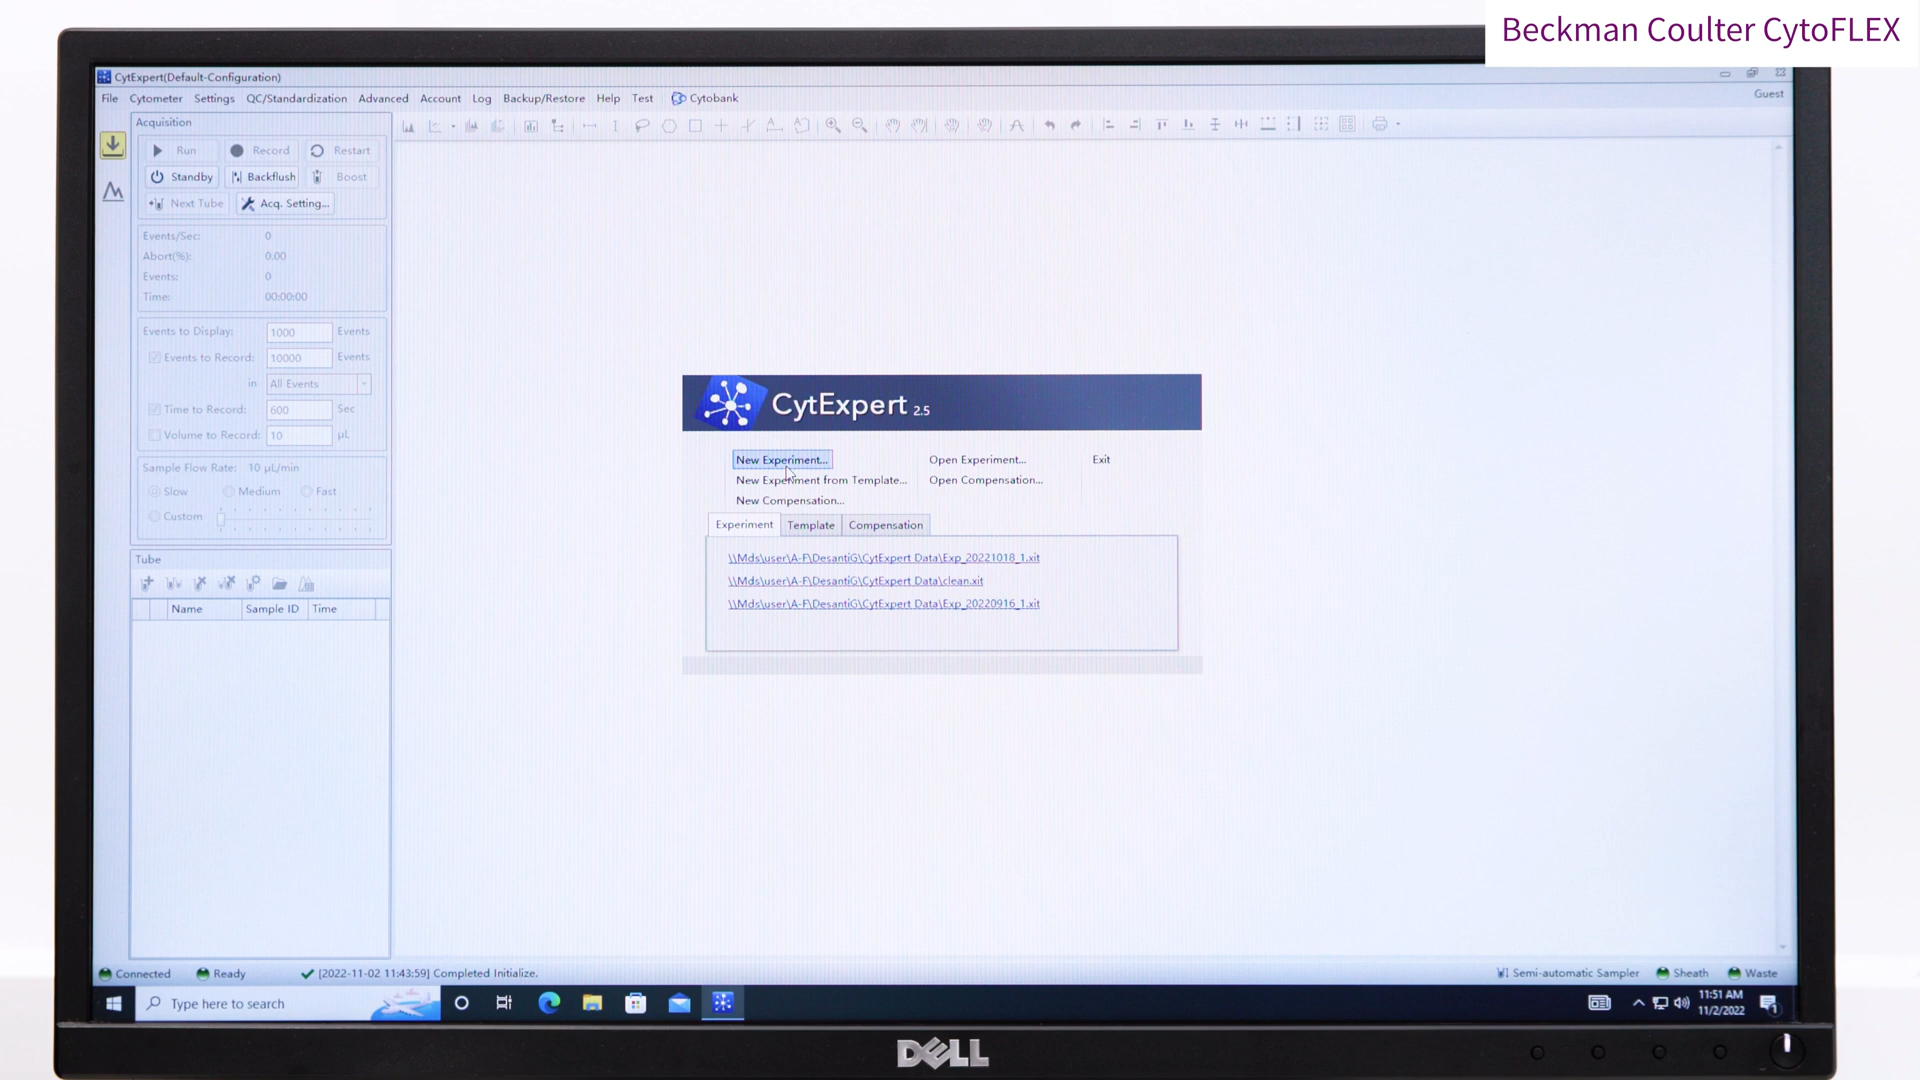 Beckman Coulter CytoFLEX
CytExpert(Default-Configuration)
File Cytometer Settings QC/Standardization Advanced Account Log Backup/Restore Help Test Cytobank
Guest
Acquisition
Run Record Restart
Standby Backflush Boost
Next Tube Acq. Setting...
Events/Sec: 0
Abort(%): 0.00
Events: 0
Time: 00:00:00
Events to Display: 1000 Events
Events to Record: 10000 Events
in All Events
Time to Record: 600 Sec
Volume to Record: 10 µL
Sample Flow Rate: 10 µL/min
Slow Medium Fast
Custom
Tube
Name Sample ID Time
CytExpert 2.5
New Experiment... Open Experiment... Exit
New Experiment from Template... Open Compensation...
New Compensation...
Experiment Template Compensation
\\Mds\user\A-F\DesantiG\CytExpert Data\Exp_20221018_1.xit
\\Mds\user\A-F\DesantiG\CytExpert Data\clean.xit
\\Mds\user\A-F\DesantiG\CytExpert Data\Exp_20220916_1.xit
Connected Ready [2022-11-02 11:43:59] Completed Initialize. Semi-automatic Sampler Sheath Waste
Type here to search
11:51 AM
11/2/2022
1
DELL